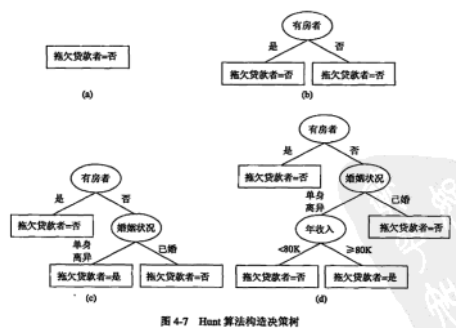 拖欠贷款者=否
(a)
有房者
是 否
拖欠贷款者=否 拖欠贷款者=否
(b)
有房者
是 否
拖欠贷款者=否 婚姻状况
单身
离异 已婚
拖欠贷款者=是 拖欠贷款者=否
(c)
有房者
是 否
拖欠贷款者=否 婚姻状况
单身
离异 已婚
年收入 拖欠贷款者=否
<80K ≥80K
拖欠贷款者=否 拖欠贷款者=是
(d)
图 4-7 Hunt 算法构造决策树